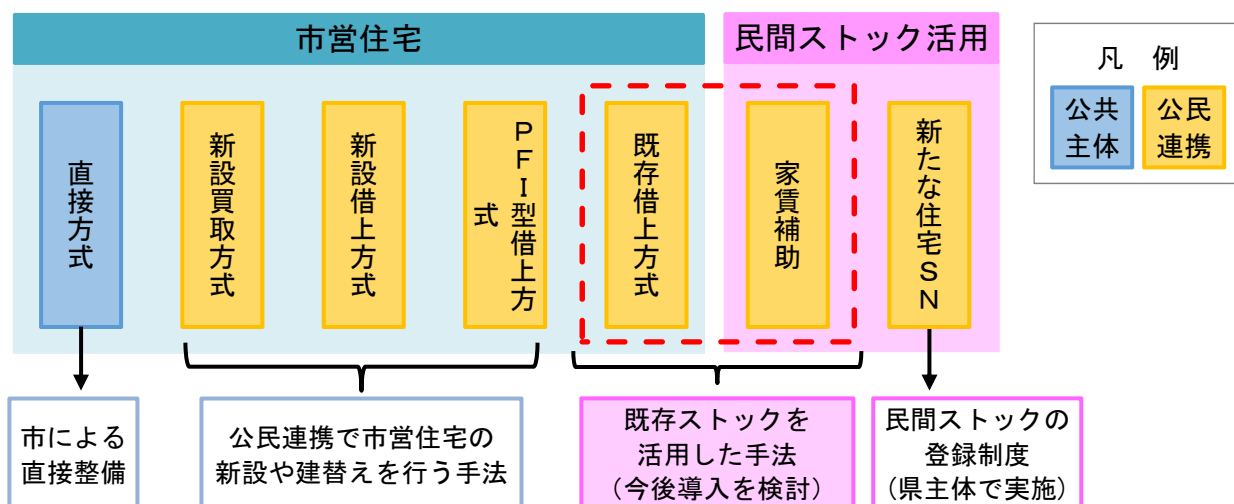 市営住宅
民間ストック活用
凡 例
公共
主体
公民
連携
直接方式
新設買取方式
新設借上方式
PFI型借上方
式
既存借上方式
家賃補助
新たな住宅SN
市による
直接整備
公民連携で市営住宅の
新設や建替えを行う手法
既存ストックを
活用した手法
（今後導入を検討）
民間ストックの
登録制度
（県主体で実施）